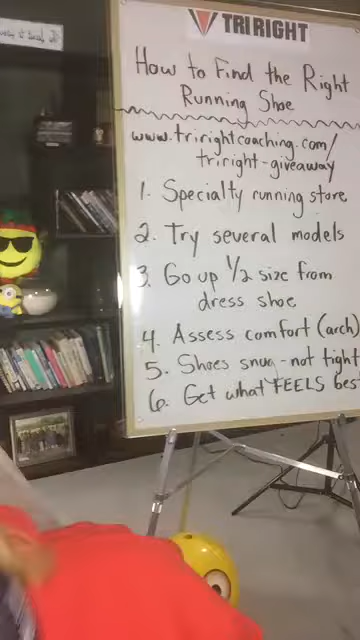 TRIRIGHT
How to Find the Right
Running Shoe
www.trirightcoaching.com/
triright-giveaway
1. Specialty running store
2. Try several models
3. Go up 1/2 size from
dress shoe
4. Assess comfort (arch)
5. Shoes snug - not tight
6. Get what FEELS bes